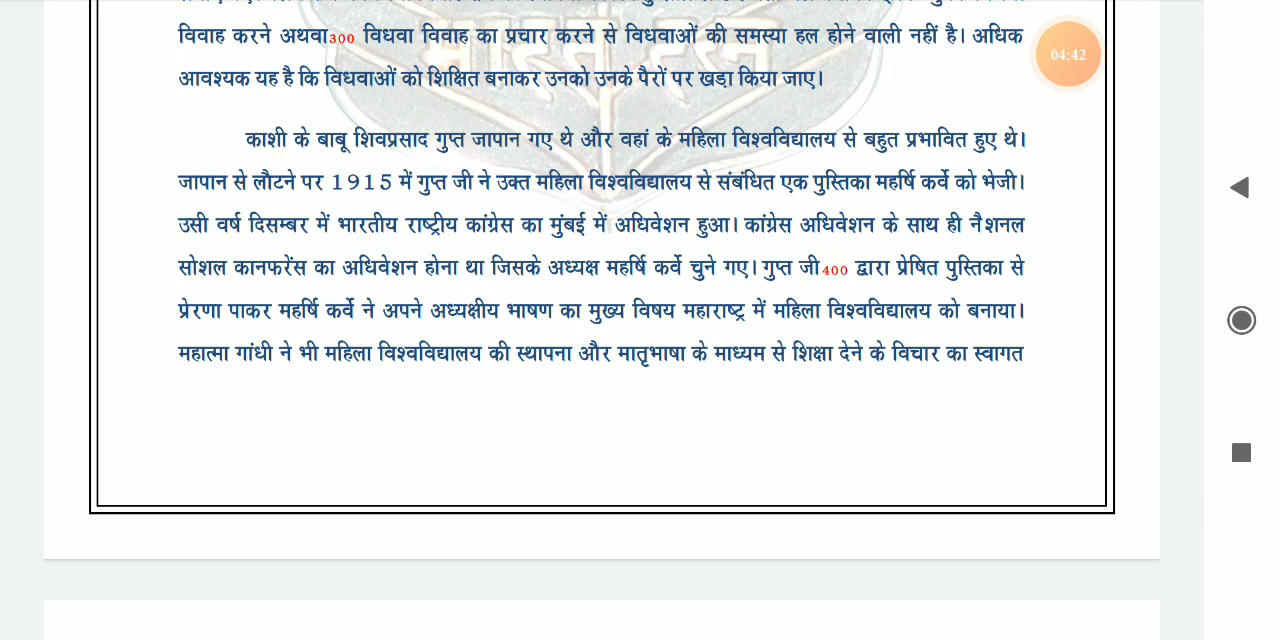 विवाह करने अथवा300 विधवा विवाह का प्रचार करने से विधवाओं की समस्या हल होने वाली नहीं है। अधिक
04:42
आवश्यक यह है कि विधवाओं को शिक्षित बनाकर उनको उनके पैरों पर खड़ा किया जाए।
काशी के बाबू शिवप्रसाद गुप्त जापान गए थे और वहां के महिला विश्वविद्यालय से बहुत प्रभावित हुए थे।
जापान से लौटने पर 1915 में गुप्त जी ने उक्त महिला विश्वविद्यालय से संबंधित एक पुस्तिका महर्षि कर्वे को भेजी।
उसी वर्ष दिसम्बर में भारतीय राष्ट्रीय कांग्रेस का मुंबई में अधिवेशन हुआ। कांग्रेस अधिवेशन के साथ ही नैशनल
सोशल कानफरेंस का अधिवेशन होना था जिसके अध्यक्ष महर्षि कर्वे चुने गए। गुप्त जी400 द्वारा प्रेषित पुस्तिका से
प्रेरणा पाकर महर्षि कर्वे ने अपने अध्यक्षीय भाषण का मुख्य विषय महाराष्ट्र में महिला विश्वविद्यालय को बनाया।
महात्मा गांधी ने भी महिला विश्वविद्यालय की स्थापना और मातृभाषा के माध्यम से शिक्षा देने के विचार का स्वागत